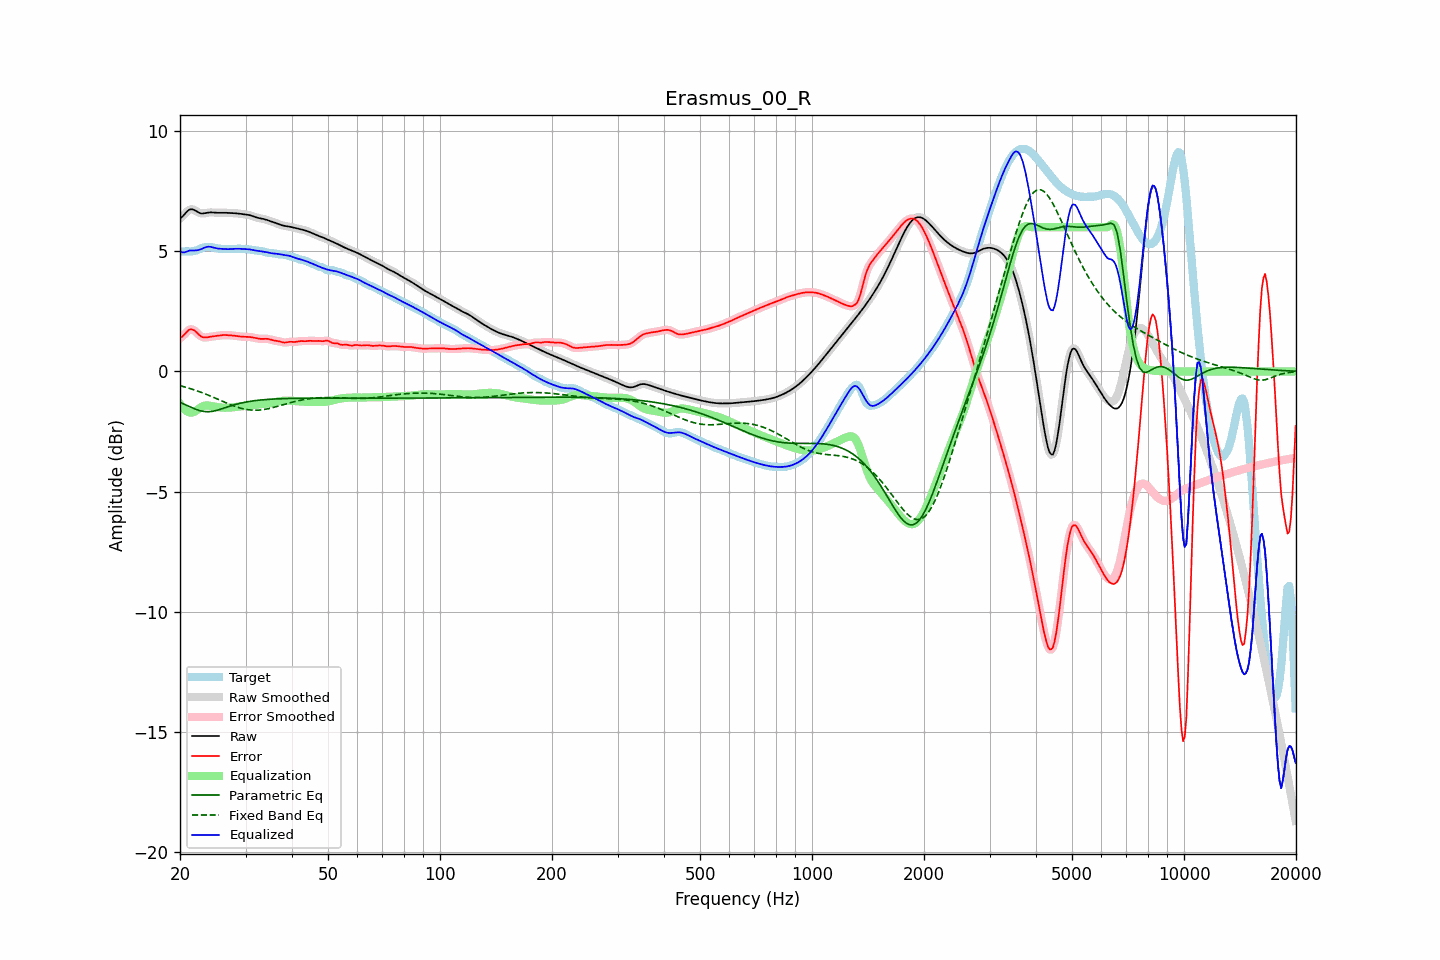 Erasmus_00_R
10
5
0
−5
−10
−15
−20
Amplitude (dBr)
Target
Raw Smoothed
Error Smoothed
Raw
Error
Equalization
Parametric Eq
Fixed Band Eq
Equalized
20 50 100 200 500 1000 2000 5000 10000 20000
Frequency (Hz)